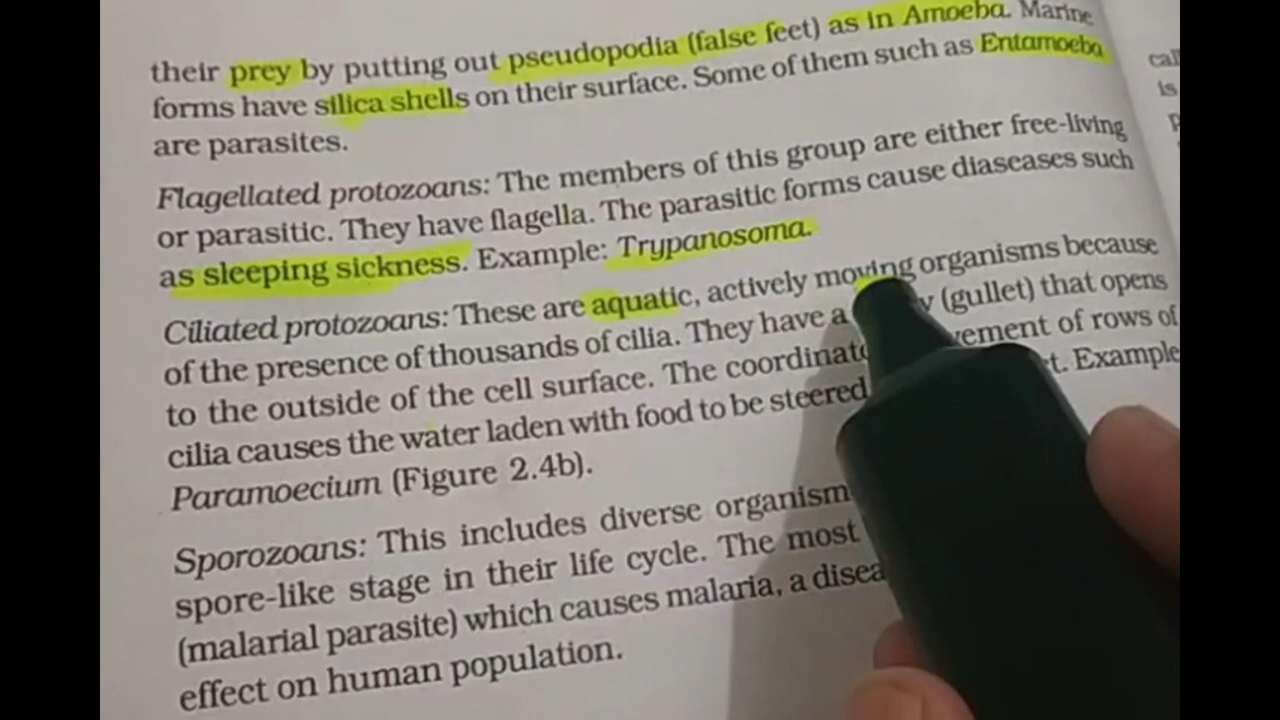 their prey by putting out pseudopodia (false feet) as in Amoeba. Marine
forms have silica shells on their surface. Some of them such as Entamoeba
are parasites.
Flagellated protozoans: The members of this group are either free-living
or parasitic. They have flagella. The parasitic forms cause diaseases such
as sleeping sickness. Example: Trypanosoma.
Ciliated protozoans: These are aquatic, actively moving organisms because
of the presence of thousands of cilia. They have a (gullet) that opens
to the outside of the cell surface. The of rows of
cilia causes the water laden with food to be steered Example
Paramoecium (Figure 2.4b).
Sporozoans: This includes diverse
spore-like stage in their life cycle. The most
(malarial parasite) which causes malaria, a
effect on human population.
is